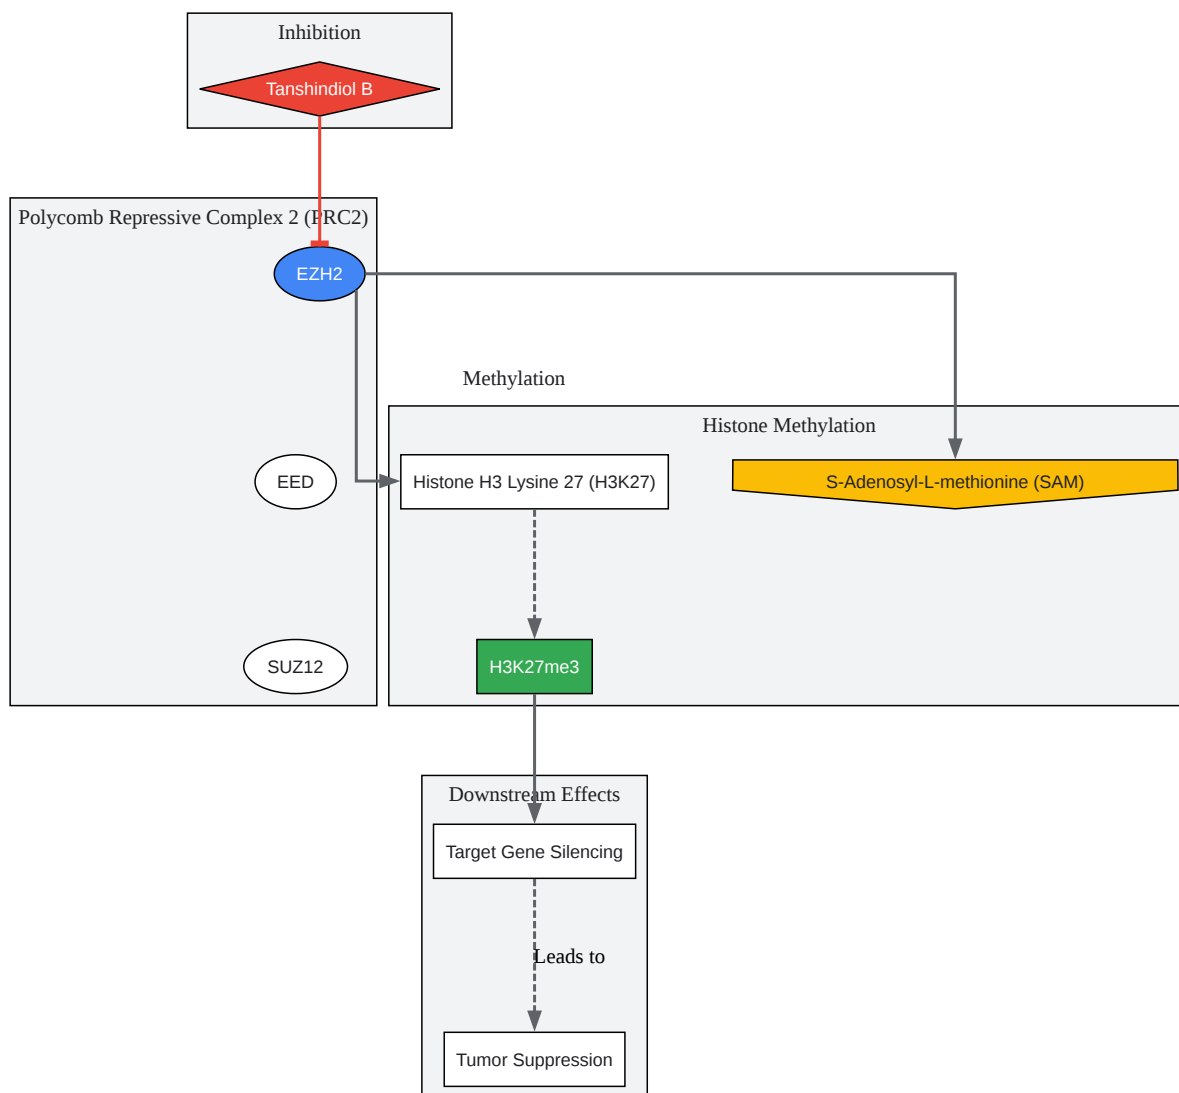 Inhibition
Tanshindiol B
Polycomb Repressive Complex 2 (PRC2)
EZH2
Methylation
Histone Methylation
EED
Histone H3 Lysine 27 (H3K27)
S-Adenosyl-L-methionine (SAM)
SUZ12
H3K27me3
Downstream Effects
Target Gene Silencing
Leads to
Tumor Suppression